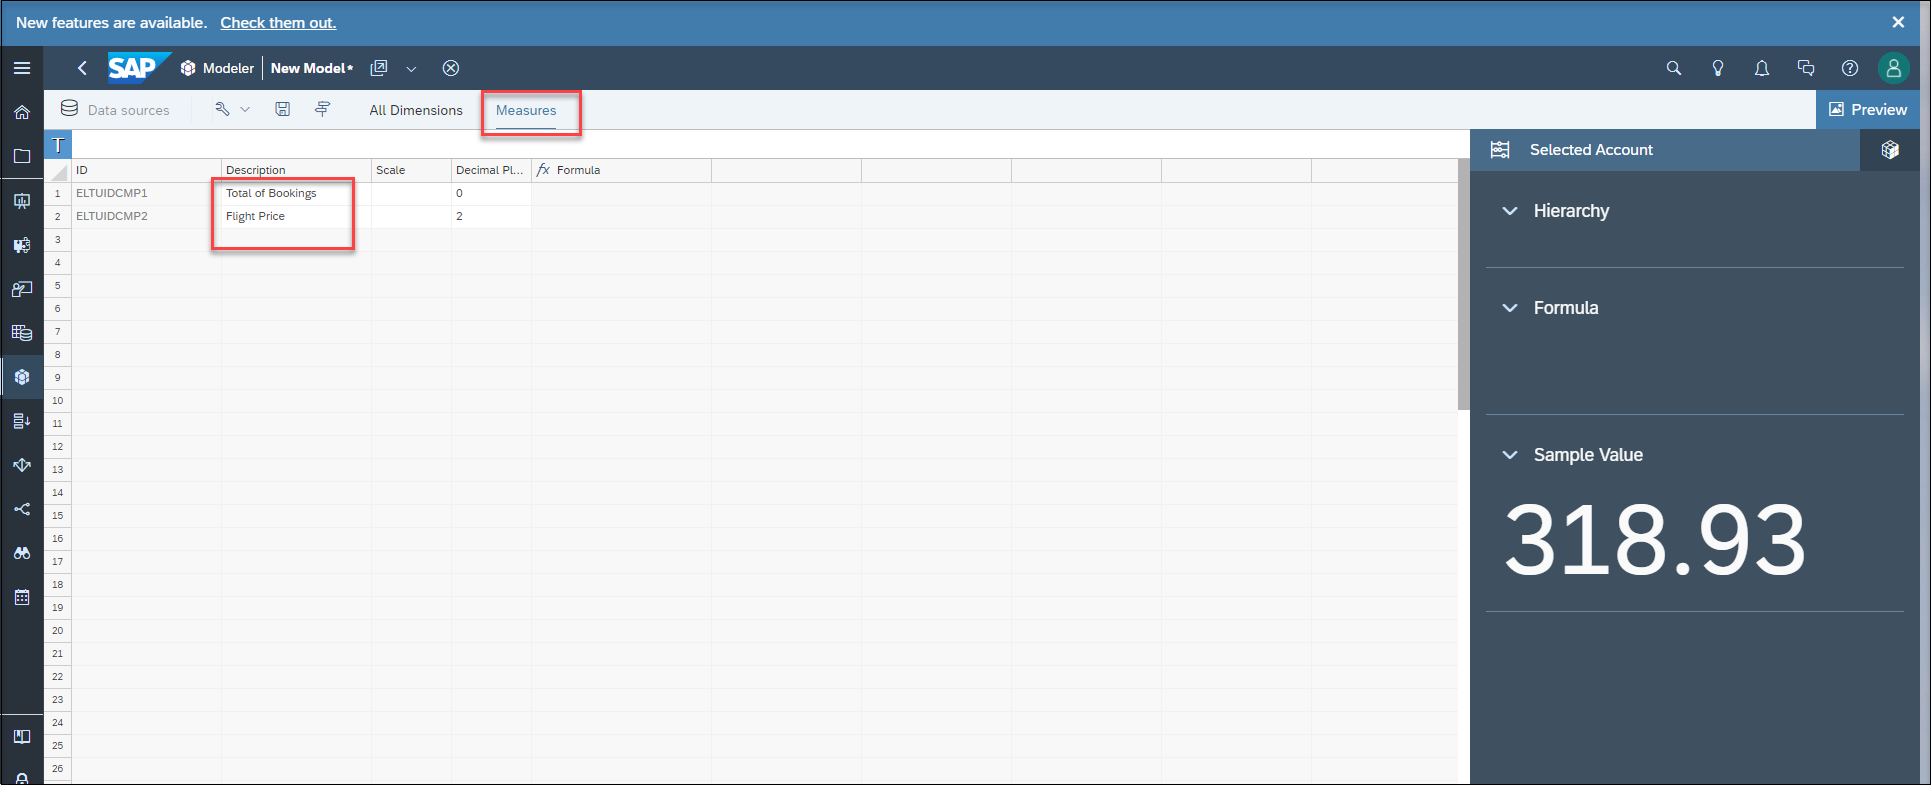 New features are available. Check them out.
SAP Modeler New Model*
Data sources All Dimensions Measures Preview
T
ID Description Scale Decimal Pl... fx Formula
1 ELTUIDCMP1 Total of Bookings 0
2 ELTUIDCMP2 Flight Price 2
3
4
5
6
7
8
9
10
11
12
13
14
15
16
17
18
19
20
21
22
23
24
25
26
Selected Account
Hierarchy
Formula
Sample Value
318.93